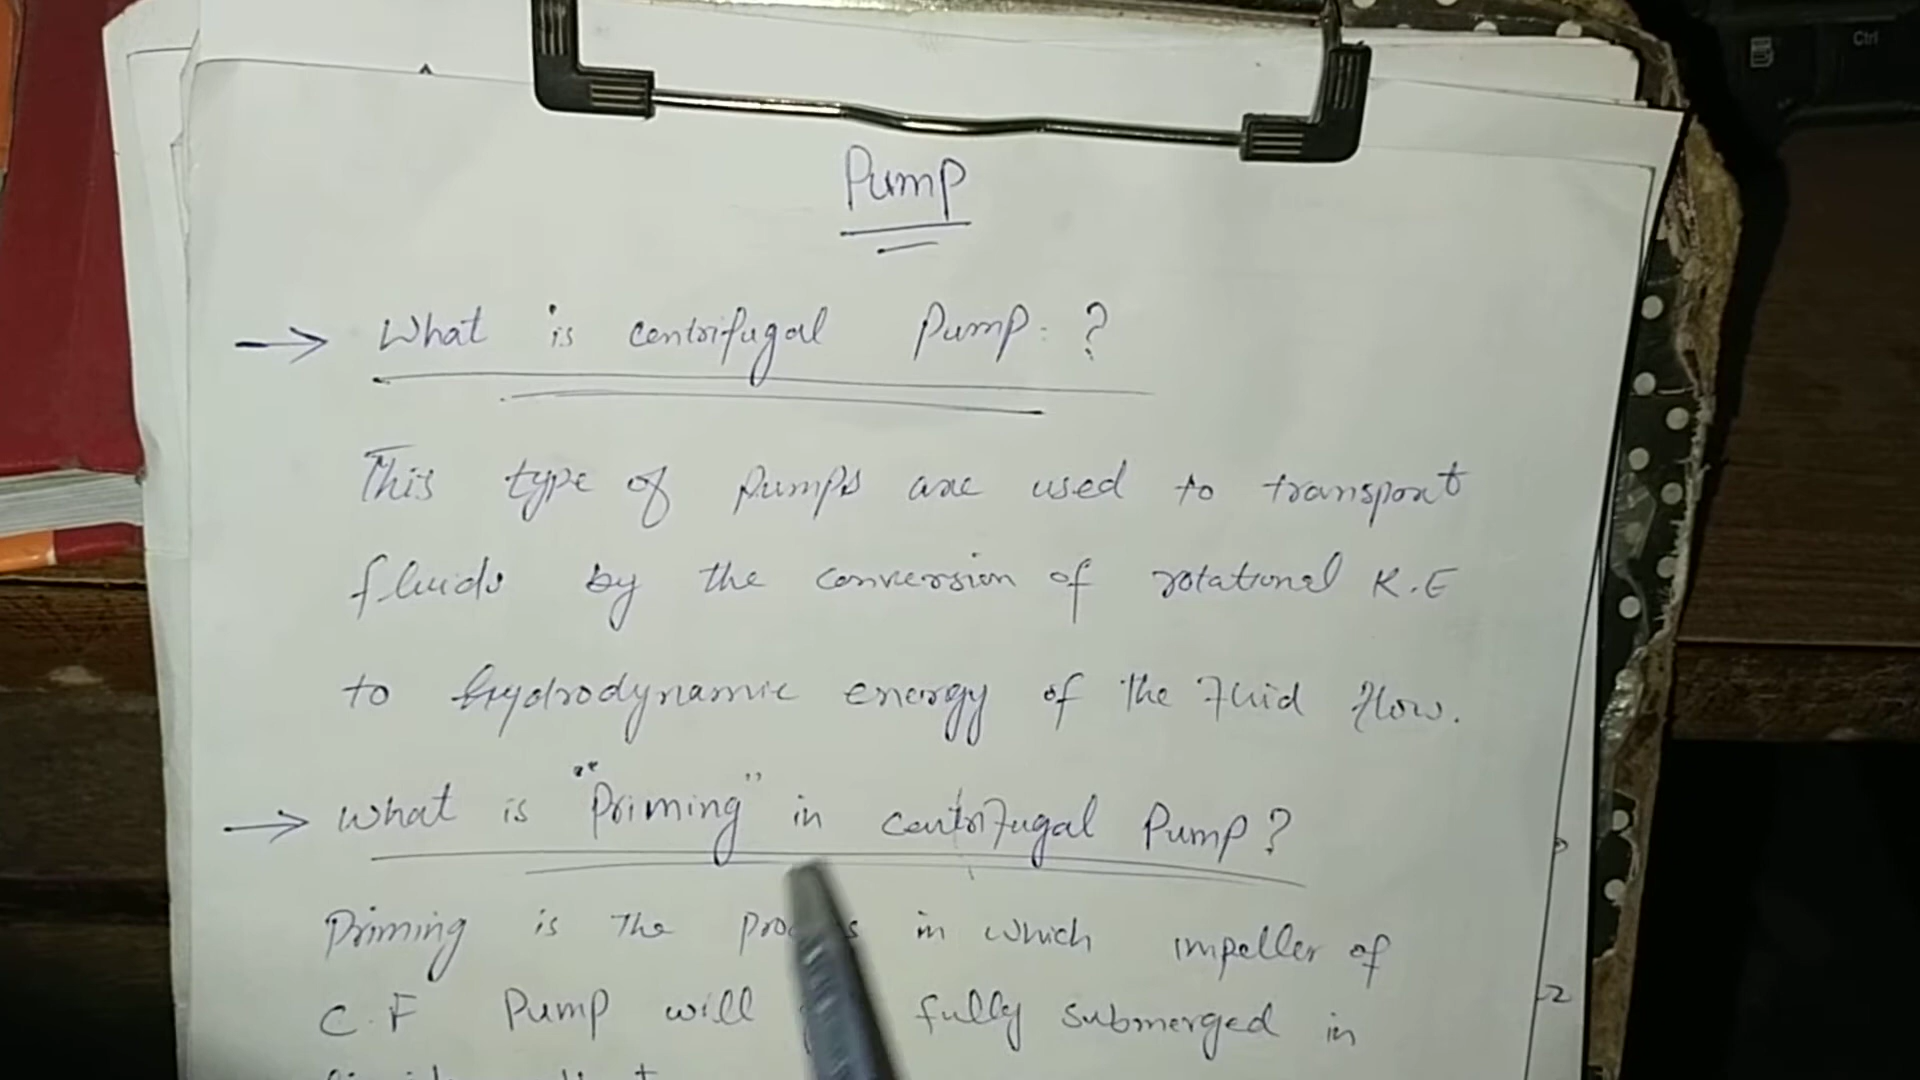 Ctrl
Pump
→ What is centrifugal Pump: ?
This type of pumps are used to transport
fluids by the conversion of rotational K.E
to hydrodynamic energy of the fluid flow.
→ What is "Priming" in centrifugal Pump?
Priming is the in which impeller of
C.F Pump will fully submerged in